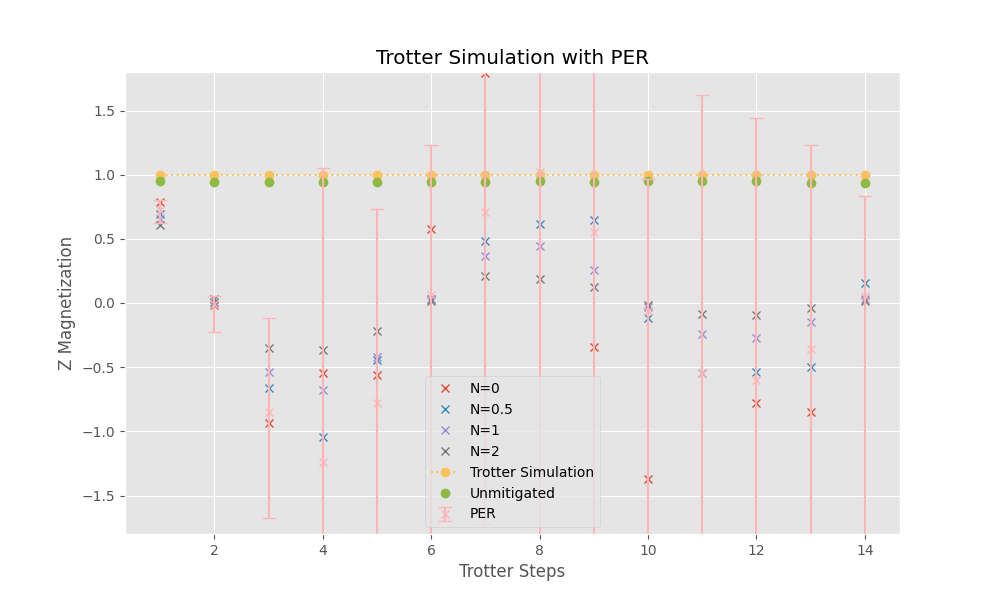 Trotter Simulation with PER
Z Magnetization
1.5
1.0
0.5
0.0
−0.5
−1.0
−1.5
N=0
N=0.5
N=1
N=2
Trotter Simulation
Unmitigated
PER
2 4 6 8 10 12 14
Trotter Steps